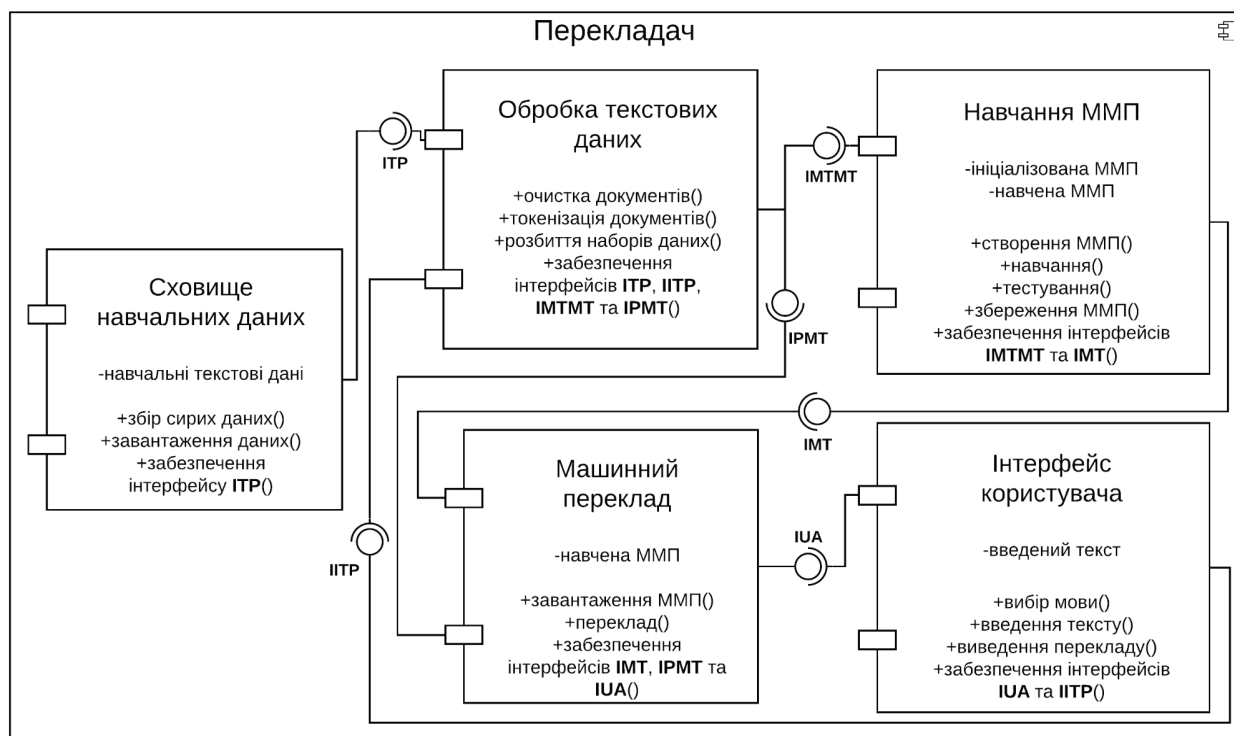 Перекладач
Обробка текстових
даних
+очистка документів()
+токенізація документів()
+розбиття наборів даних()
+забезпечення
інтерфейсів ITP, IITP,
IMTMT та IPMT()
ITP
IMTMT
Навчання ММП
-ініціалізована ММП
-навчена ММП
+створення ММП()
+навчання()
+тестування()
+збереження ММП()
+забезпечення інтерфейсів
IMTMT та IMT()
Сховище
навчальних даних
-навчальні текстові дані
+збір сирих даних()
+завантаження даних()
+забезпечення
інтерфейсу ITP()
IPMT
IMT
IITP
Машинний
переклад
-навчена ММП
+завантаження ММП()
+переклад()
+забезпечення
інтерфейсів IMT, IPMT та
IUA()
IUA
Інтерфейс
користувача
-введений текст
+вибір мови()
+введення тексту()
+виведення перекладу()
+забезпечення інтерфейсів
IUA та IITP()